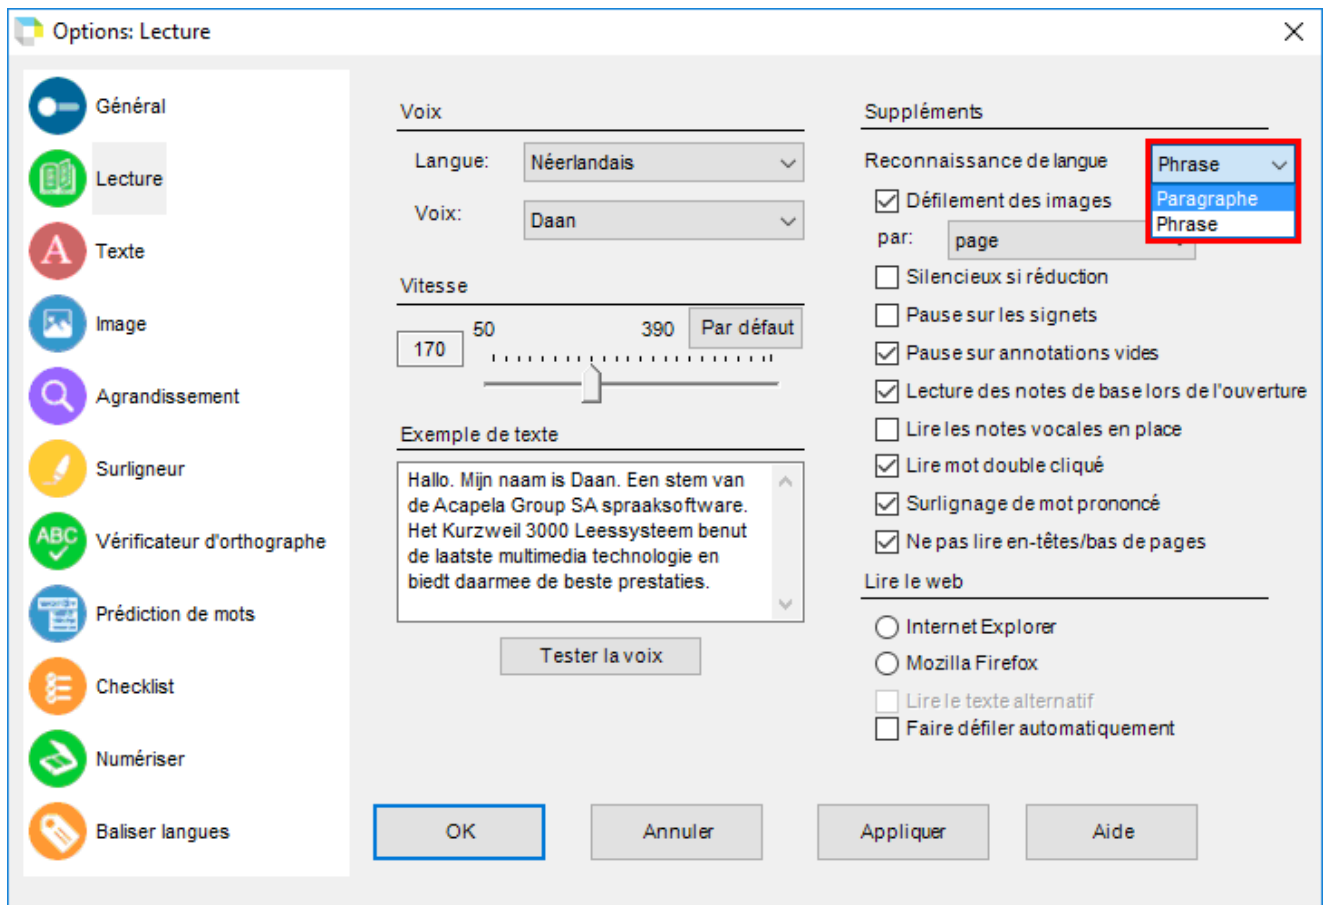 Options: Lecture
Général
Lecture
Texte
Image
Agrandissement
Surligneur
ABC
Vérificateur d'orthographe
Prédiction de mots
Checklist
Numériser
Baliser langues
Voix
Langue:
Néerlandais
Voix:
Daan
Vitesse
170
50
390
Par défaut
Exemple de texte
Hallo. Mijn naam is Daan. Een stem van
de Acapela Group SA spraaksoftware.
Het Kurzweil 3000 Leessysteem benut
de laatste multimedia technologie en
biedt daarmee de beste prestaties.
Tester la voix
Suppléments
Reconnaissance de langue
Phrase
Paragraphe
Phrase
Défilement des images
par:
page
Silencieux si réduction
Pause sur les signets
Pause sur annotations vides
Lecture des notes de base lors de l'ouverture
Lire les notes vocales en place
Lire mot double cliqué
Surlignage de mot prononcé
Ne pas lire en-têtes/bas de pages
Lire le web
Internet Explorer
Mozilla Firefox
Lire le texte alternatif
Faire défiler automatiquement
OK
Annuler
Appliquer
Aide